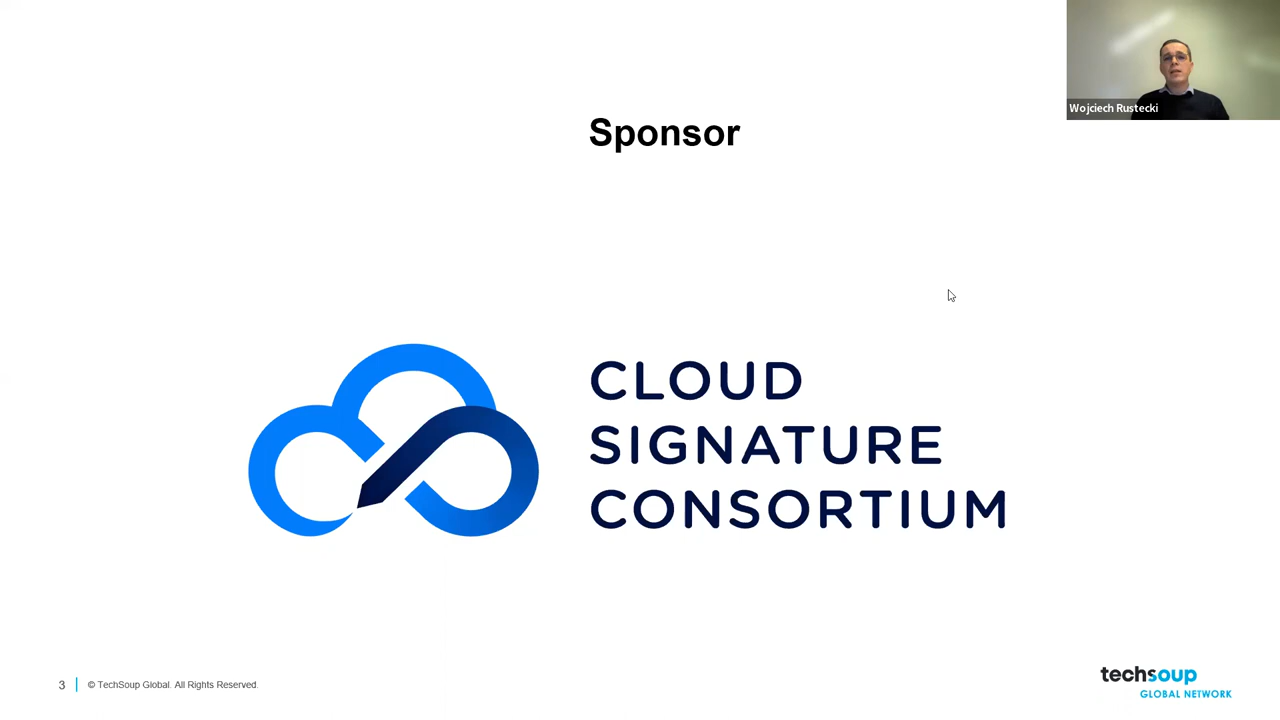 Wojciech Rustecki
Sponsor
CLOUD
SIGNATURE
CONSORTIUM
3
© TechSoup Global. All Rights Reserved.
techsoup
GLOBAL NETWORK